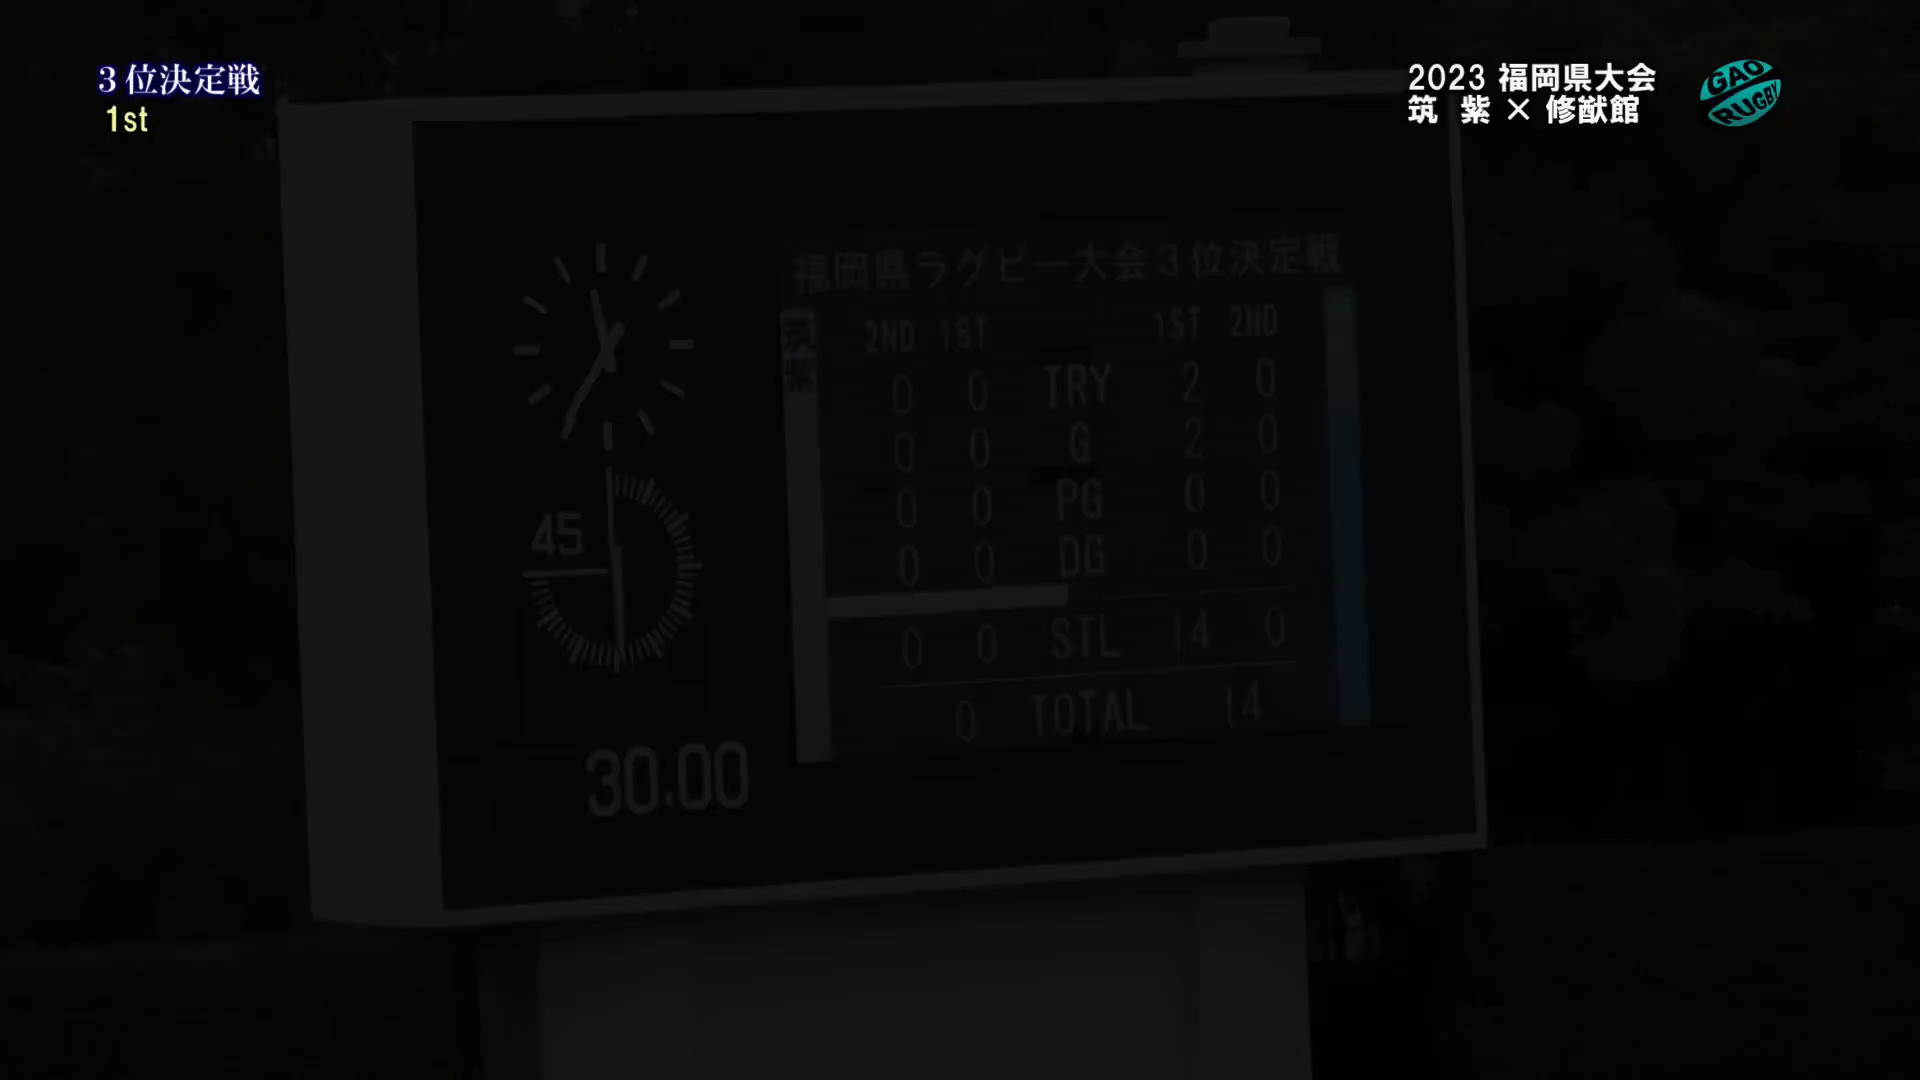 3位決定戦
1st
2023 福岡県大会
筑 紫 × 修猷館
GAO RUGBY
福岡県ラグビー大会3位決定戦
2ND 1ST 1ST 2ND
0 0 TRY 2 0
0 0 G 2 0
0 0 PG 0 0
0 0 DG 0 0
0 0 STL 14 0
0 TOTAL 14
筑紫
45
30.00